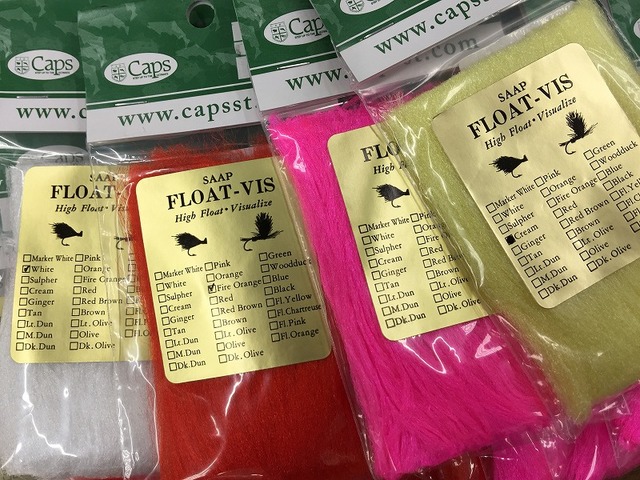 Caps
www.
SAAP
FLOAT-VIS
High Float • Visualize
Marker White
Pink
White
Orange
Sulpher
Fire Orange
Cream
Red
Ginger
Red Brown
Tan
Brown
Lt.Dun
Lt. Olive
M.Dun
Olive
Dk.Dun
Dk. Olive
Caps
www.capsst
SAAP
FLOAT-VIS
High Float • Visualize
Marker White
Pink
Green
White
Orange
Woodduck
Sulpher
Fire Orange
Blue
Cream
Red
Black
Ginger
Red Brown
Fl.Yellow
Tan
Brown
Fl.Chartreuse
Lt.Dun
Lt. Olive
Fl.Pink
M.Dun
Olive
Fl.Orange
Dk.Dun
Dk. Olive
www.
High
Marker White
White
Sulpher
Cream
Ginger
Tan
Lt.Dun
M.Dun
Dk.Dun
Red
Olive
www.caps
.com
SAAP
FLOAT-VIS
High Float • Visualize
Marker White
Pink
Green
White
Orange
Woodduck
Sulpher
Fire Orange
Blue
Cream
Red
Black
Ginger
Red Brown
Tan
Brown
Lt.Dun
Lt. Olive
M.Dun
Olive
Dk.Dun
Dk. Olive